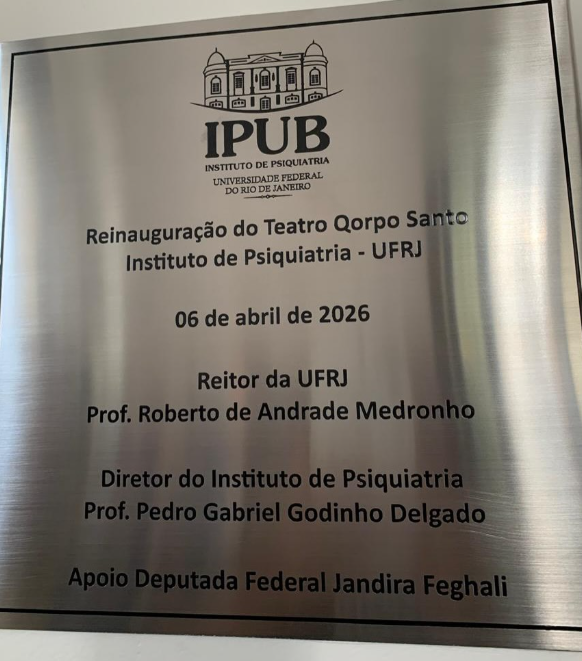 IPUB
INSTITUTO DE PSIQUIATRIA
UNIVERSIDADE FEDERAL
DO RIO DE JANEIRO
Reinauguração do Teatro Qorpo Santo
Instituto de Psiquiatria - UFRJ
06 de abril de 2026
Reitor da UFRJ
Prof. Roberto de Andrade Medronho
Diretor do Instituto de Psiquiatria
Prof. Pedro Gabriel Godinho Delgado
Apoio Deputada Federal Jandira Feghali